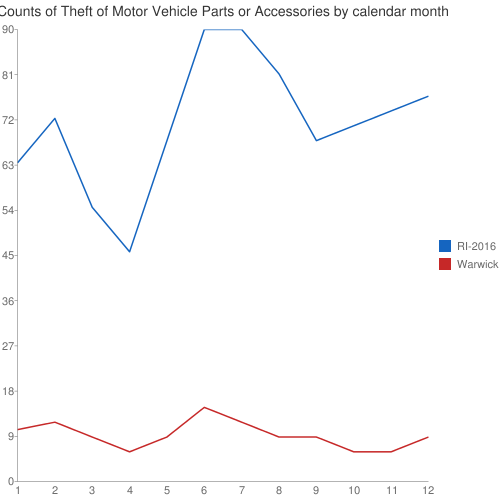 Counts of Theft of Motor Vehicle Parts or Accessories by calendar month
90
81
72
63
54
45
36
27
18
9
0
1 2 3 4 5 6 7 8 9 10 11 12
RI-2016
Warwick